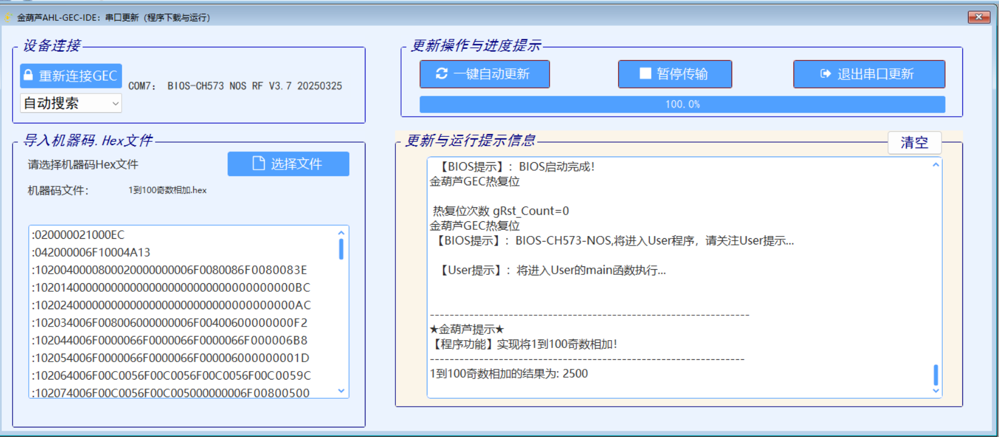 金葫芦AHL-GEC-IDE：串口更新（程序下载与运行）
设备连接
重新连接GEC
COM7： BIOS-CH573 NOS RF V3.7 20250325
自动搜索
更新操作与进度提示
一键自动更新
暂停传输
退出串口更新
100.0%
导入机器码.Hex文件
请选择机器码Hex文件
选择文件
机器码文件：
1到100奇数相加.hex
:020000021000EC
:042000006F10004A13
:10200400008000200000000006F0080086F0080083E
:10201400000000000000000000000000000000BC
:10202400000000000000000000000000000000AC
:102034006F008006000000006F00400600000000F2
:102044006F0000066F0000066F0000066F000006B8
:102054006F0000066F0000066F000006000000001D
:102064006F00C0056F00C0056F00C0056F00C0059C
:102074006F00C0056F00C005000000006F00800500
更新与运行提示信息
清空
【BIOS提示】：BIOS启动完成！
金葫芦GEC热复位
热复位次数 gRst_Count=0
金葫芦GEC热复位
【BIOS提示】：BIOS-CH573-NOS,将进入User程序，请关注User提示...
【User提示】：将进入User的main函数执行...
------------------------------------------------------------------
★金葫芦提示★
【程序功能】实现将1到100奇数相加！
-----------------------------------------------------------------
1到100奇数相加的结果为: 2500